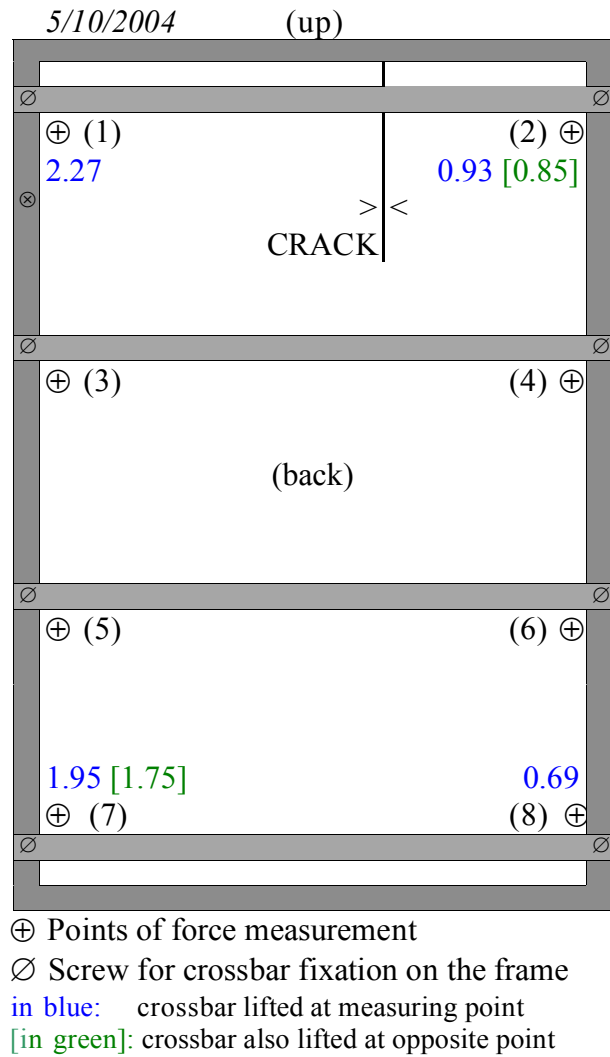 5/10/2004 (up)
∅ ∅
⊕ (1) (2) ⊕
2.27 0.93 [0.85]
⊗ > <
CRACK
∅ ∅
⊕ (3) (4) ⊕
(back)
∅ ∅
⊕ (5) (6) ⊕
1.95 [1.75] 0.69
⊕ (7) (8) ⊕
∅ ∅
⊕ Points of force measurement
∅ Screw for crossbar fixation on the frame
in blue: crossbar lifted at measuring point
[in green]: crossbar also lifted at opposite point